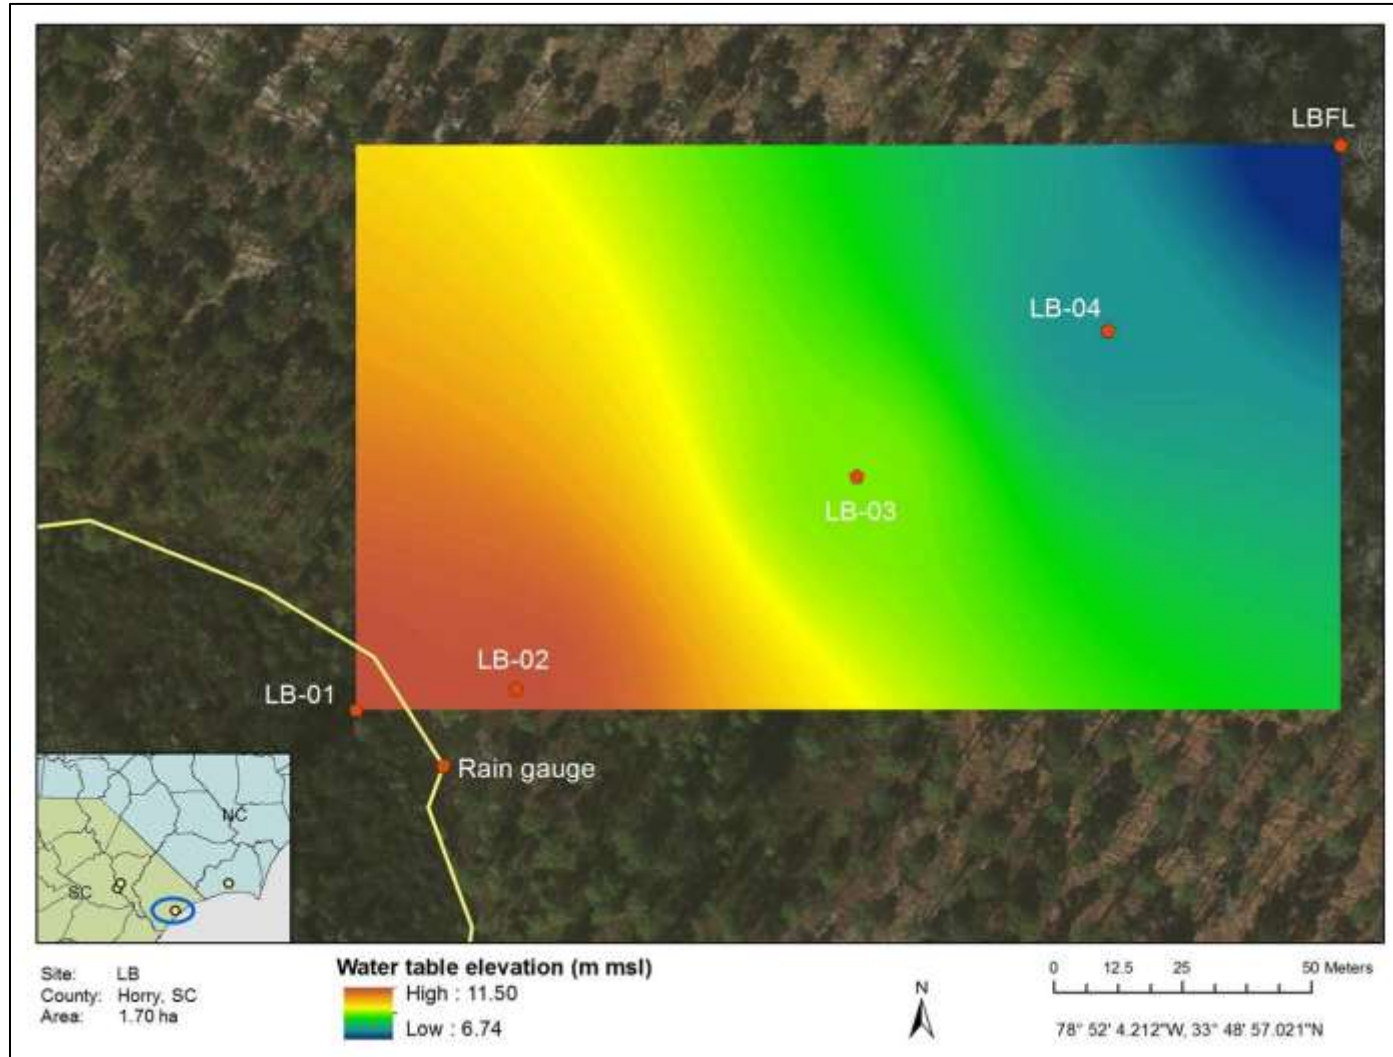 LBFL
LB-04
LB-03
LB-02
LB-01
Rain gauge
NC
SC
Site: LB
County: Horry, SC
Area: 1.70 ha
Water table elevation (m msl)
High : 11.50
Low : 6.74
N
0 12.5 25 50 Meters
78° 52' 4.212"W, 33° 48' 57.021"N